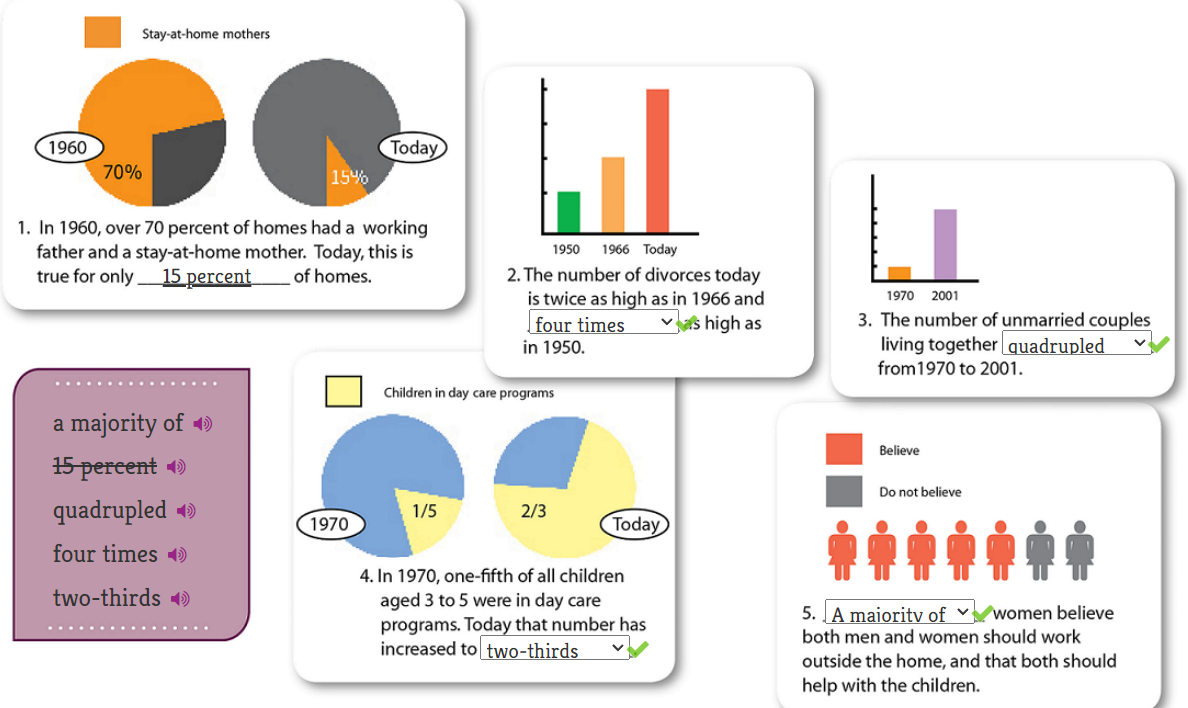 Stay-at-home mothers
1960
70%
Today
15%
1. In 1960, over 70 percent of homes had a working
father and a stay-at-home mother. Today, this is
true for only ___15 percent____ of homes.
1950 1966 Today
2. The number of divorces today
is twice as high as in 1966 and
four times as high as
in 1950.
1970 2001
3. The number of unmarried couples
living together quadrupled
from1970 to 2001.
a majority of
15 percent
quadrupled
four times
two-thirds
Children in day care programs
1970
1/5
2/3
Today
4. In 1970, one-fifth of all children
aged 3 to 5 were in day care
programs. Today that number has
increased to two-thirds
Believe
Do not believe
5. A majority of women believe
both men and women should work
outside the home, and that both should
help with the children.